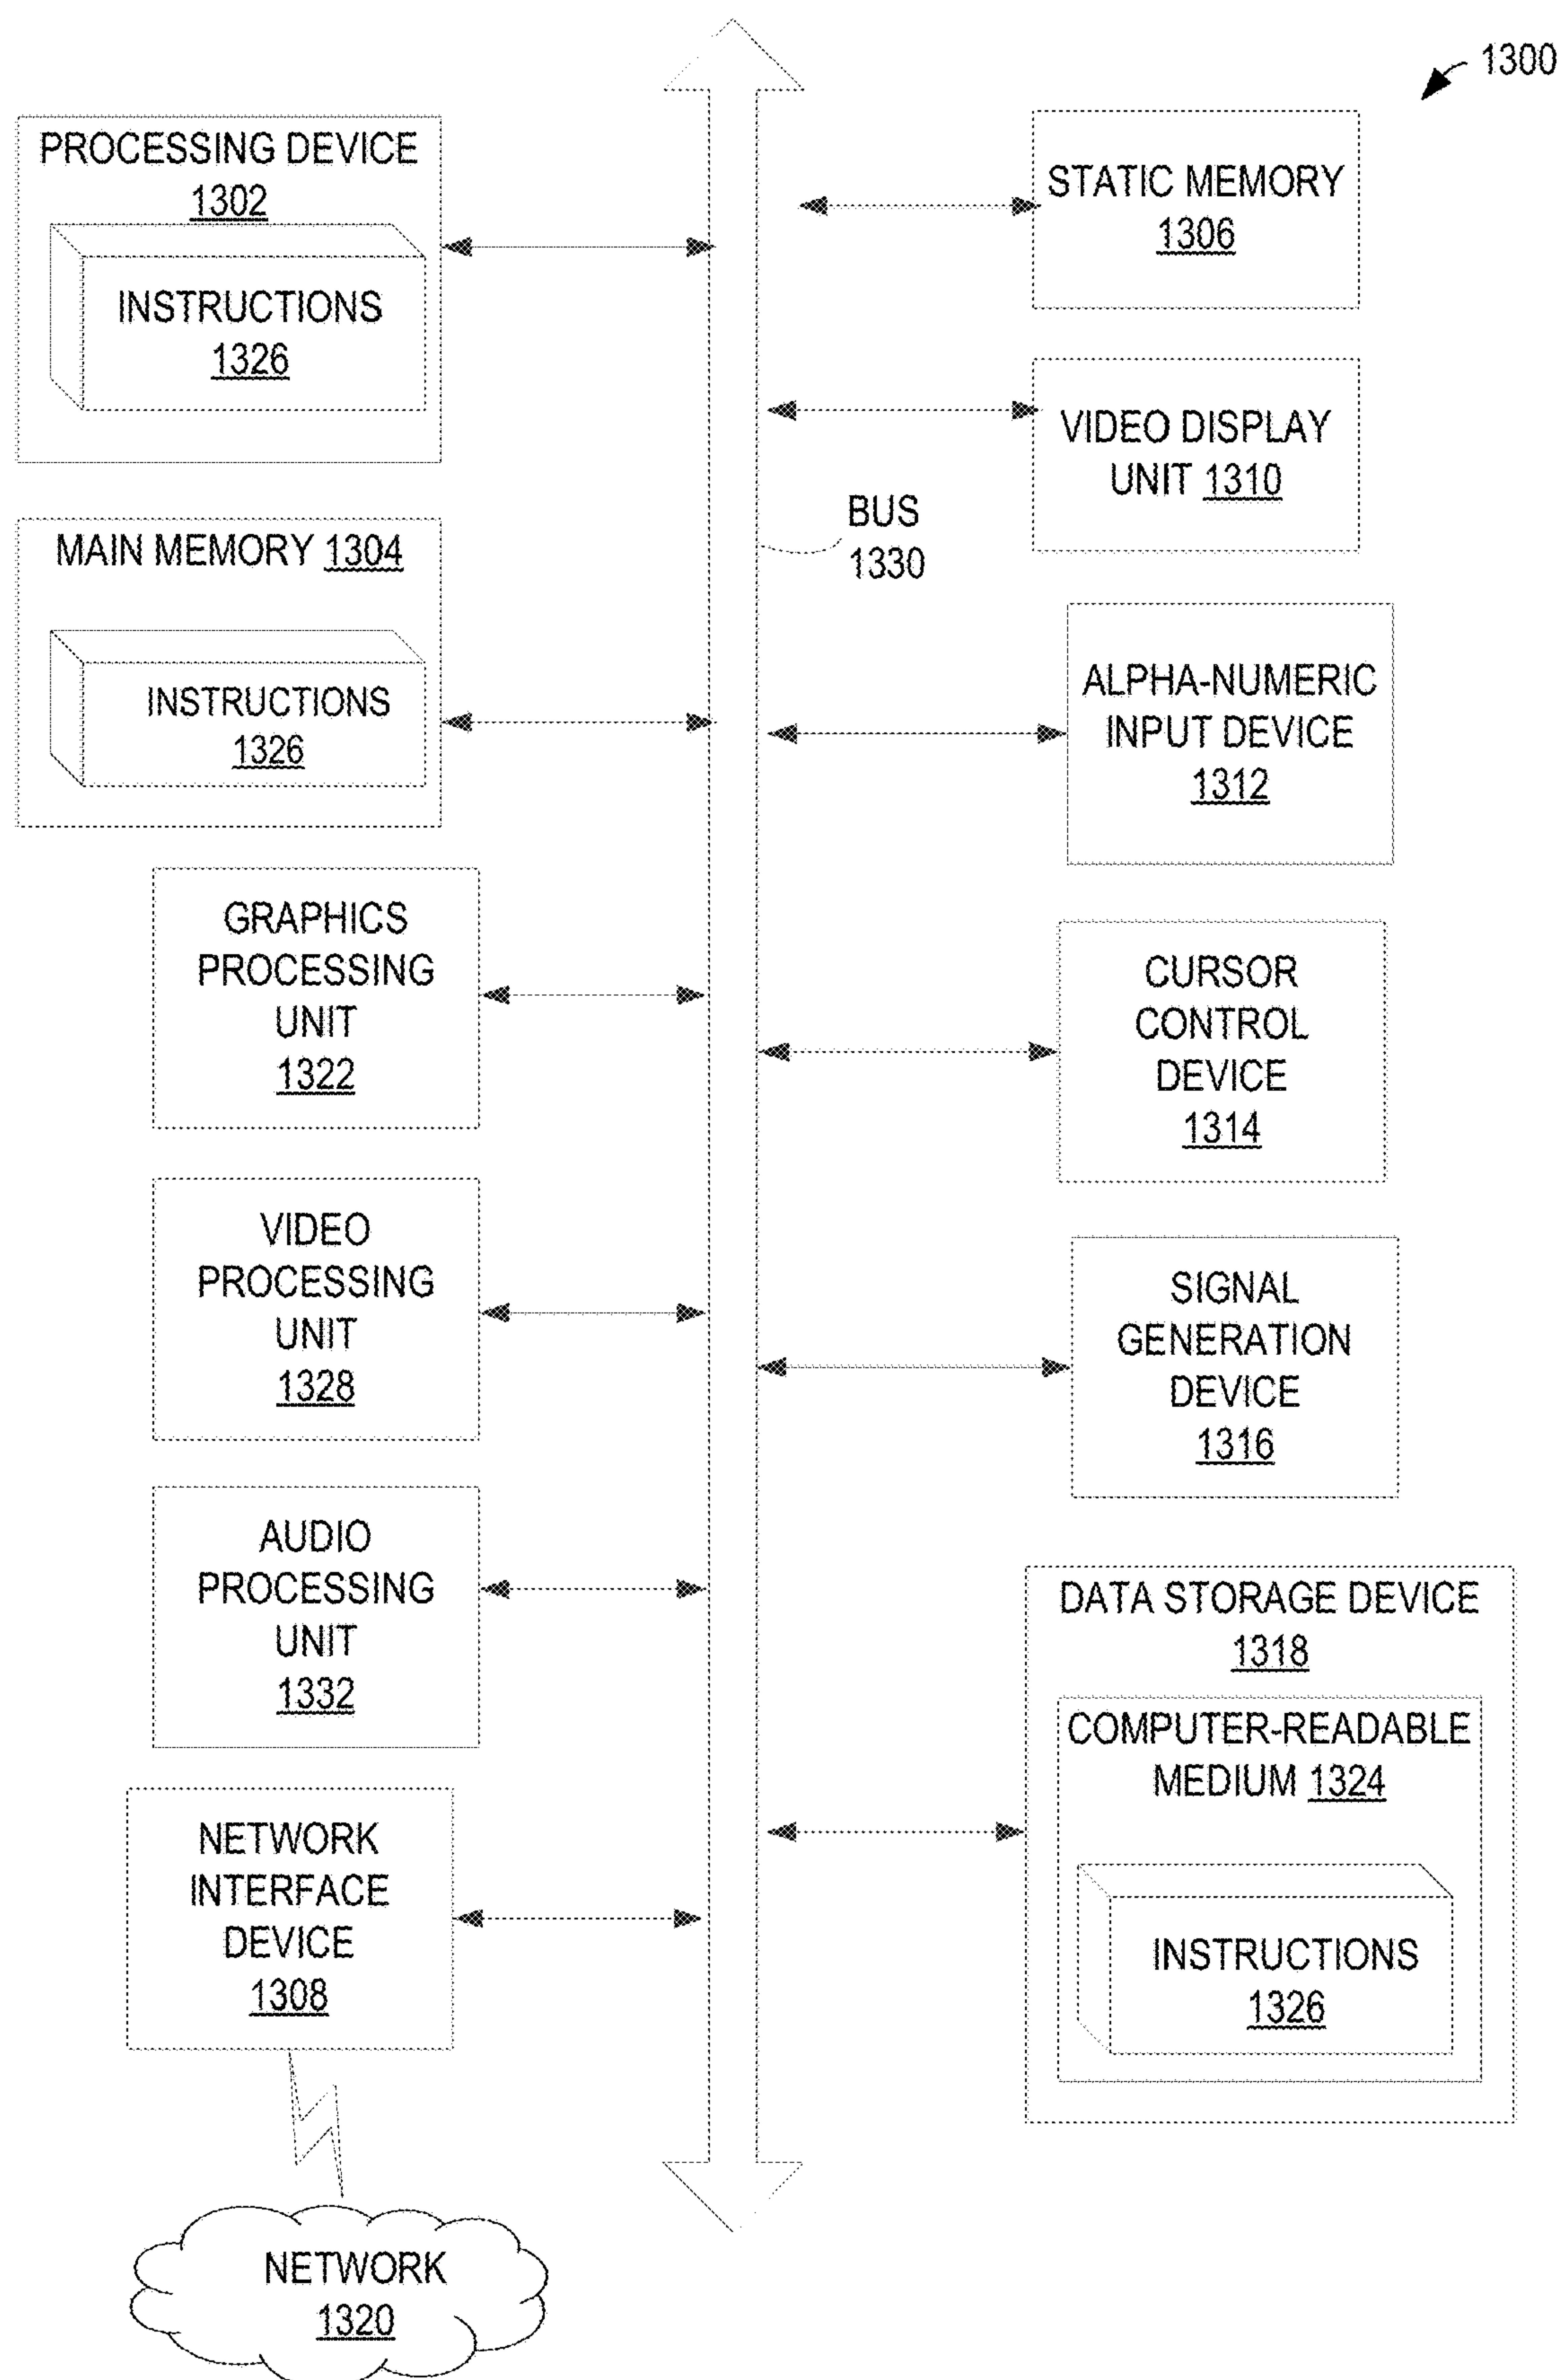 1300
PROCESSING DEVICE
1302
INSTRUCTIONS
1326
MAIN MEMORY 1304
INSTRUCTIONS
1326
GRAPHICS
PROCESSING
UNIT
1322
VIDEO
PROCESSING
UNIT
1328
AUDIO
PROCESSING
UNIT
1332
NETWORK
INTERFACE
DEVICE
1308
NETWORK
1320
BUS
1330
STATIC MEMORY
1306
VIDEO DISPLAY
UNIT 1310
ALPHA-NUMERIC
INPUT DEVICE
1312
CURSOR
CONTROL
DEVICE
1314
SIGNAL
GENERATION
DEVICE
1316
DATA STORAGE DEVICE
1318
COMPUTER-READABLE
MEDIUM 1324
INSTRUCTIONS
1326